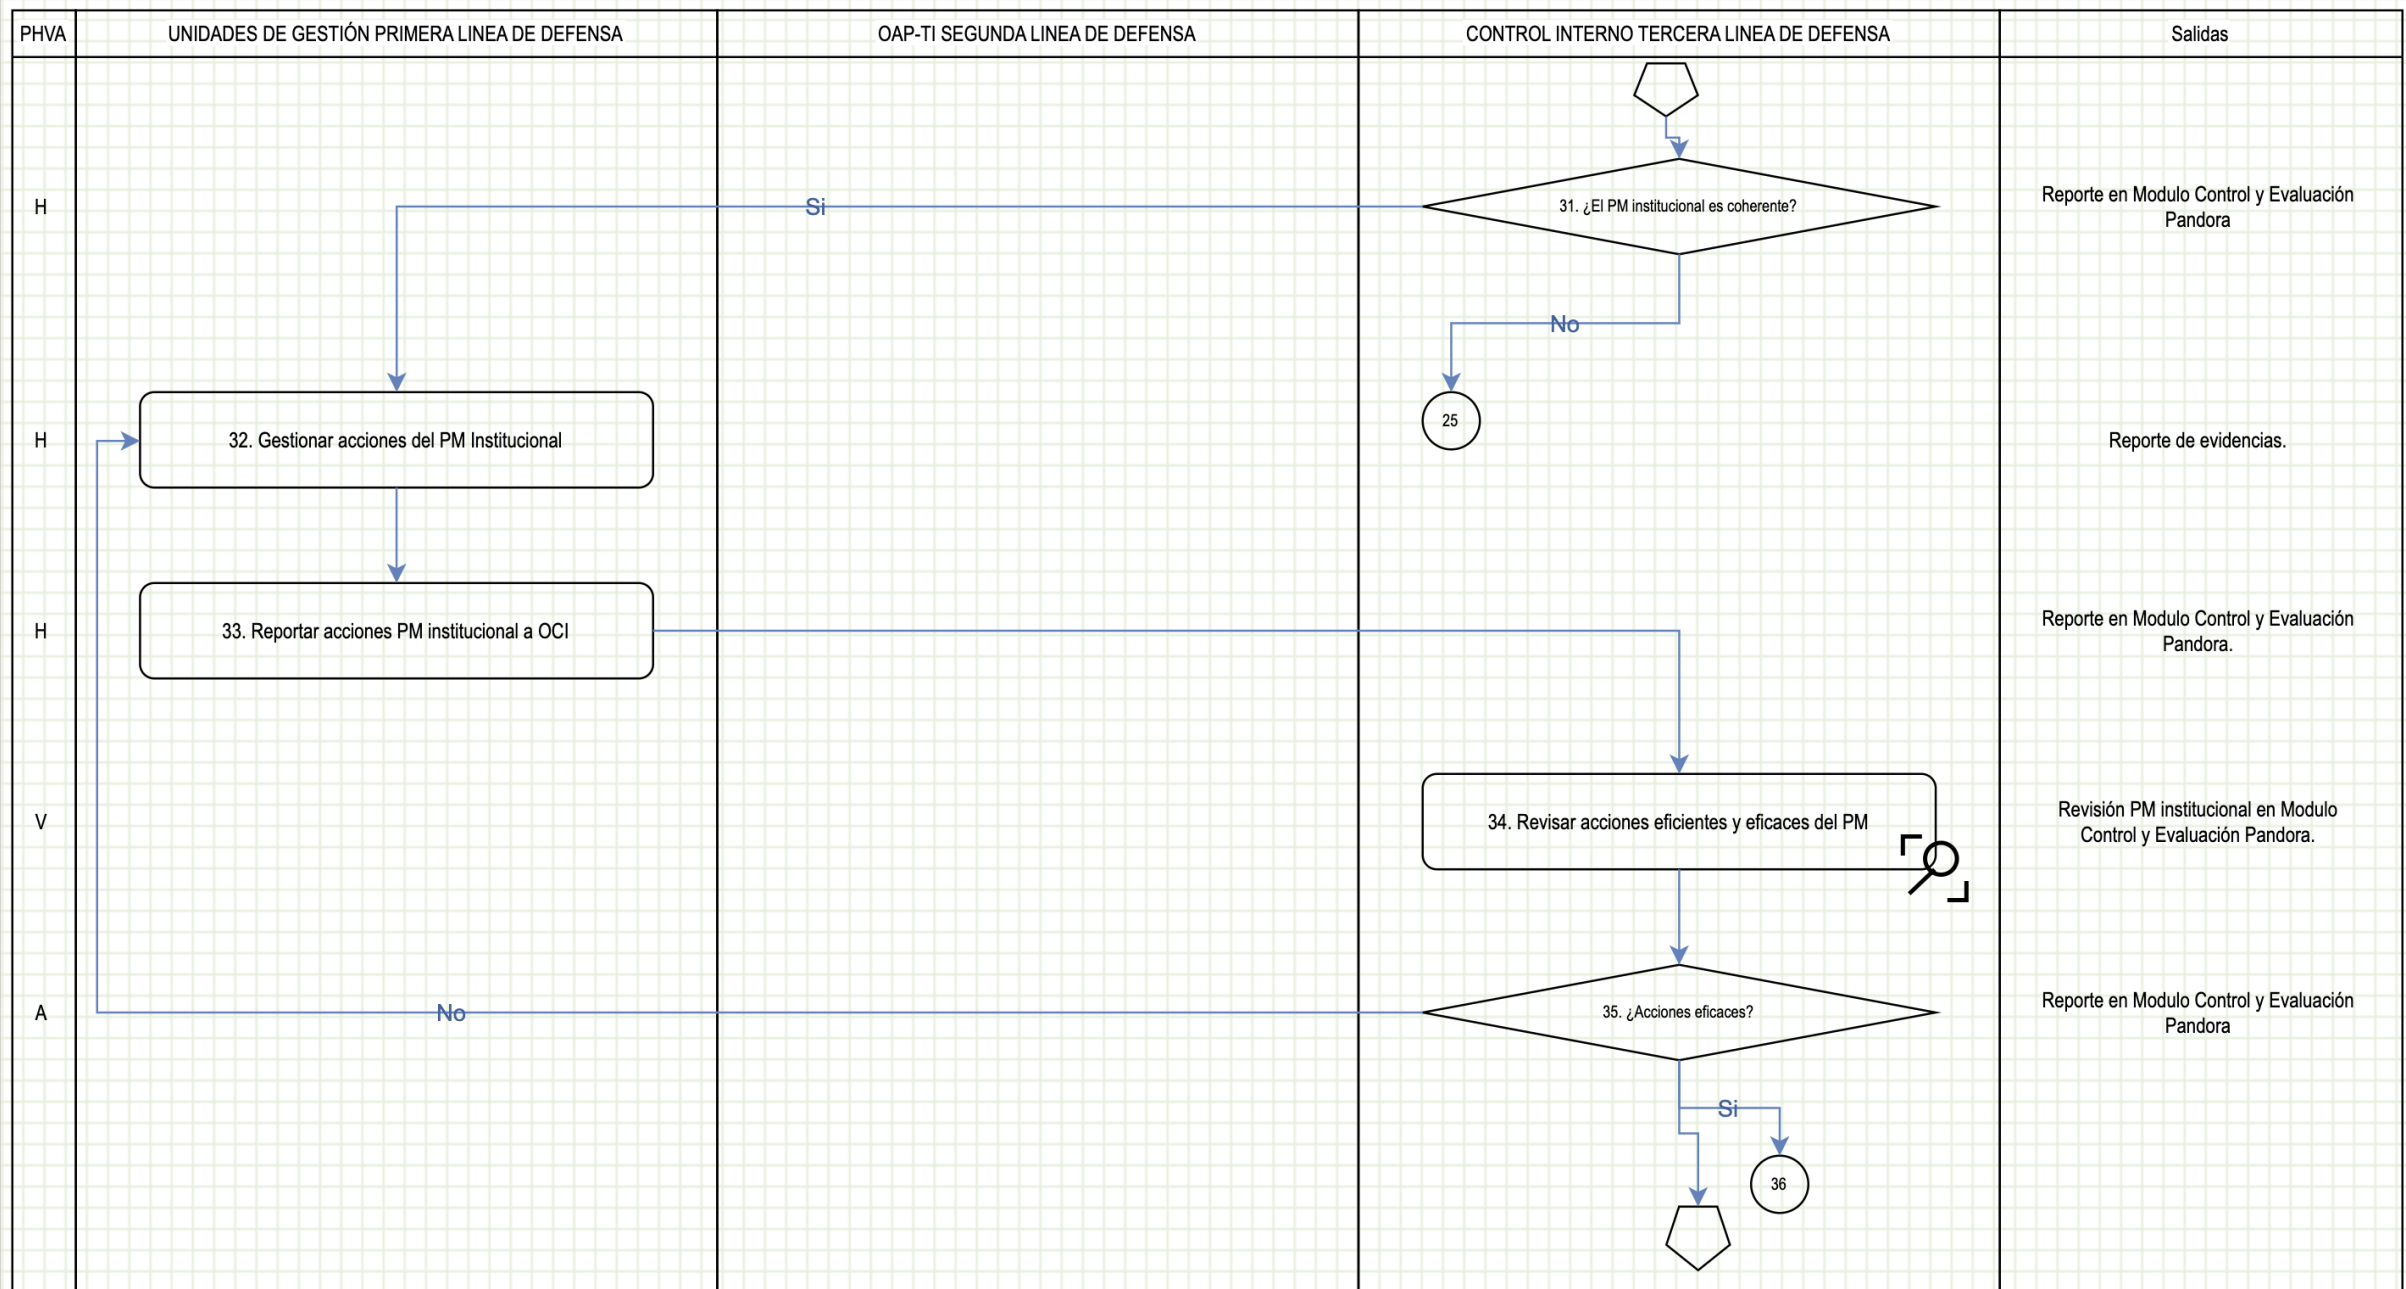 PHVA
UNIDADES DE GESTIÓN PRIMERA LINEA DE DEFENSA
OAP-TI SEGUNDA LINEA DE DEFENSA
CONTROL INTERNO TERCERA LINEA DE DEFENSA
Salidas
H
Si
31. ¿El PM institucional es coherente?
Reporte en Modulo Control y Evaluación
Pandora
No
25
H
32. Gestionar acciones del PM Institucional
Reporte de evidencias.
H
33. Reportar acciones PM institucional a OCI
Reporte en Modulo Control y Evaluación
Pandora.
V
34. Revisar acciones eficientes y eficaces del PM
Revisión PM institucional en Modulo
Control y Evaluación Pandora.
A
No
35. ¿Acciones eficaces?
Reporte en Modulo Control y Evaluación
Pandora
Si
36